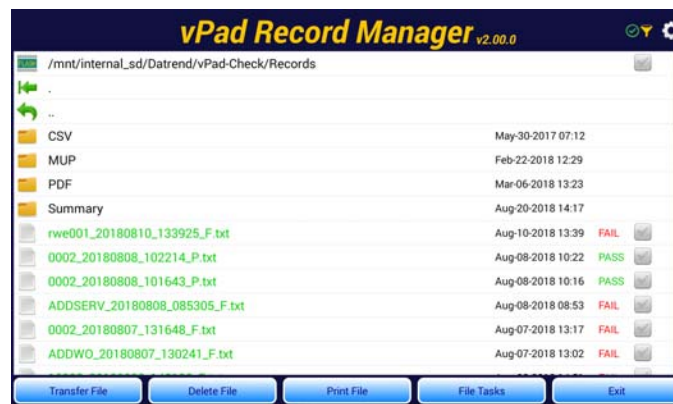 vPad Record Manager v2.00.0
/mnt/internal_sd/Datrend/vPad-Check/Records
.
..
CSV May-30-2017 07:12
MUP Feb-22-2018 12:29
PDF Mar-06-2018 13:23
Summary Aug-20-2018 14:17
rwe001_20180810_133925_F.txt Aug-10-2018 13:39 FAIL
0002_20180808_102214_P.txt Aug-08-2018 10:22 PASS
0002_20180808_101643_P.txt Aug-08-2018 10:16 PASS
ADDSERV_20180808_085305_F.txt Aug-08-2018 08:53 FAIL
0002_20180807_131648_F.txt Aug-07-2018 13:17 FAIL
ADDWO_20180807_130241_F.txt Aug-07-2018 13:02 FAIL
Transfer File Delete File Print File File Tasks Exit